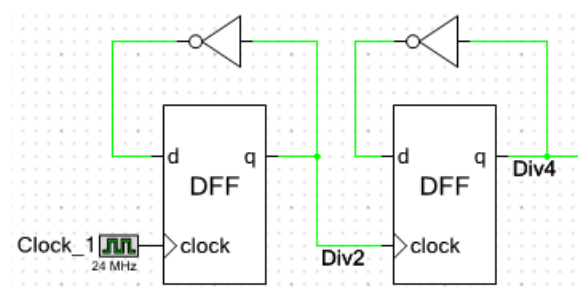 d q d q
DFF DFF
Div4
Clock_1 clock clock
24 MHz
Div2